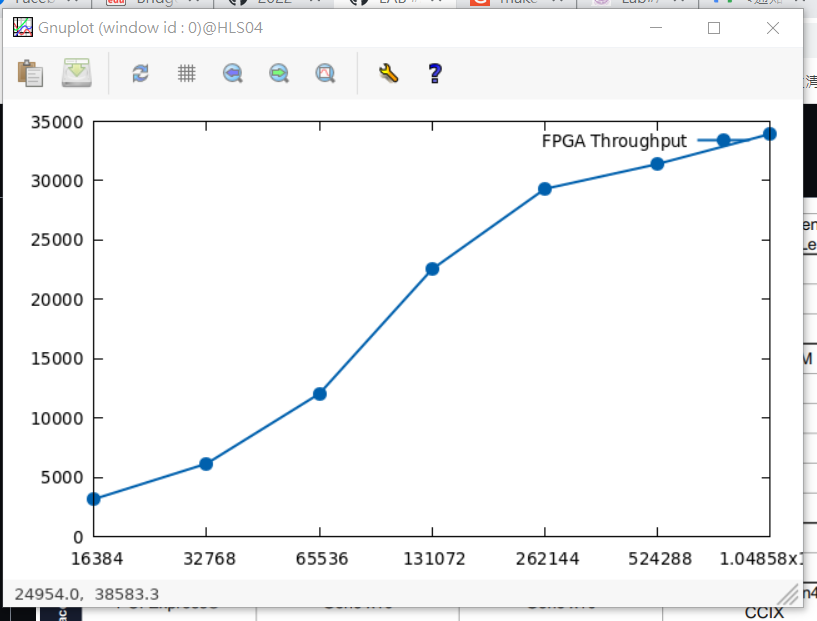 Gnuplot (window id : 0)@HLS04
35000
FPGA Throughput
30000
25000
20000
15000
10000
5000
0
16384 32768 65536 131072 262144 524288 1.04858x1
24954.0, 38583.3
CCIX